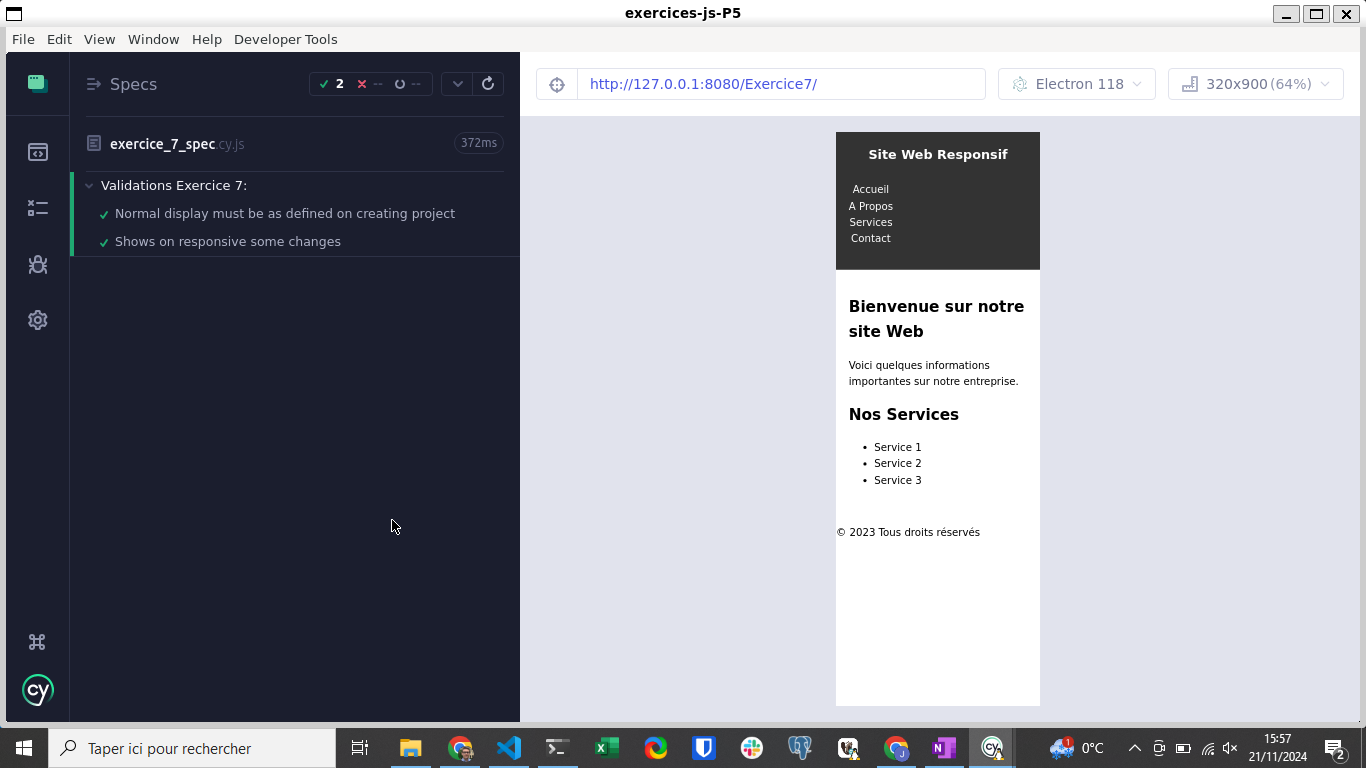 exercices-js-P5
File Edit View Window Help Developer Tools
Specs
2 -- --
exercice_7_spec.cy.js
372ms
Validations Exercice 7:
Normal display must be as defined on creating project
Shows on responsive some changes
cy
http://127.0.0.1:8080/Exercice7/
Electron 118
320x900 (64%)
Site Web Responsif
Accueil
A Propos
Services
Contact
Bienvenue sur notre
site Web
Voici quelques informations
importantes sur notre entreprise.
Nos Services
• Service 1
• Service 2
• Service 3
© 2023 Tous droits réservés
Taper ici pour rechercher
1
0°C
15:57
21/11/2024
2